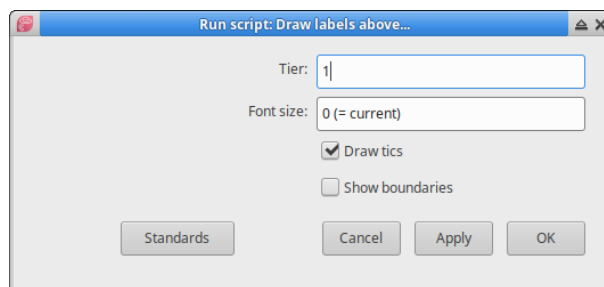 Run script: Draw labels above...
Tier: 1
Font size: 0 (= current)
Draw tics
Show boundaries
Standards Cancel Apply OK